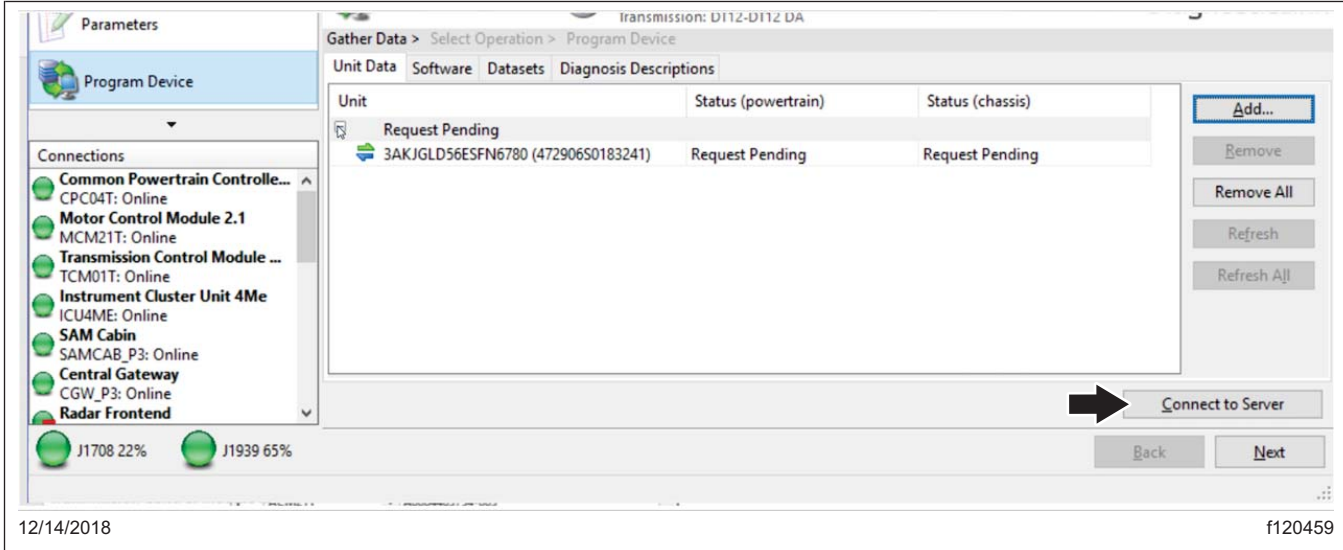 Parameters
Transmission: DT12-DT12 DA
Gather Data > Select Operation > Program Device
Program Device
Unit Data Software Datasets Diagnosis Descriptions
Unit Status (powertrain) Status (chassis)
Add...
Request Pending
3AKJGLD56ESFN6780 (472906S0183241) Request Pending Request Pending
Remove
Remove All
Refresh
Refresh All
Connections
Common Powertrain Controlle...
CPC04T: Online
Motor Control Module 2.1
MCM21T: Online
Transmission Control Module ...
TCM01T: Online
Instrument Cluster Unit 4Me
ICU4ME: Online
SAM Cabin
SAMCAB_P3: Online
Central Gateway
CGW_P3: Online
Radar Frontend
Connect to Server
J1708 22% J1939 65%
Back Next
12/14/2018 f120459